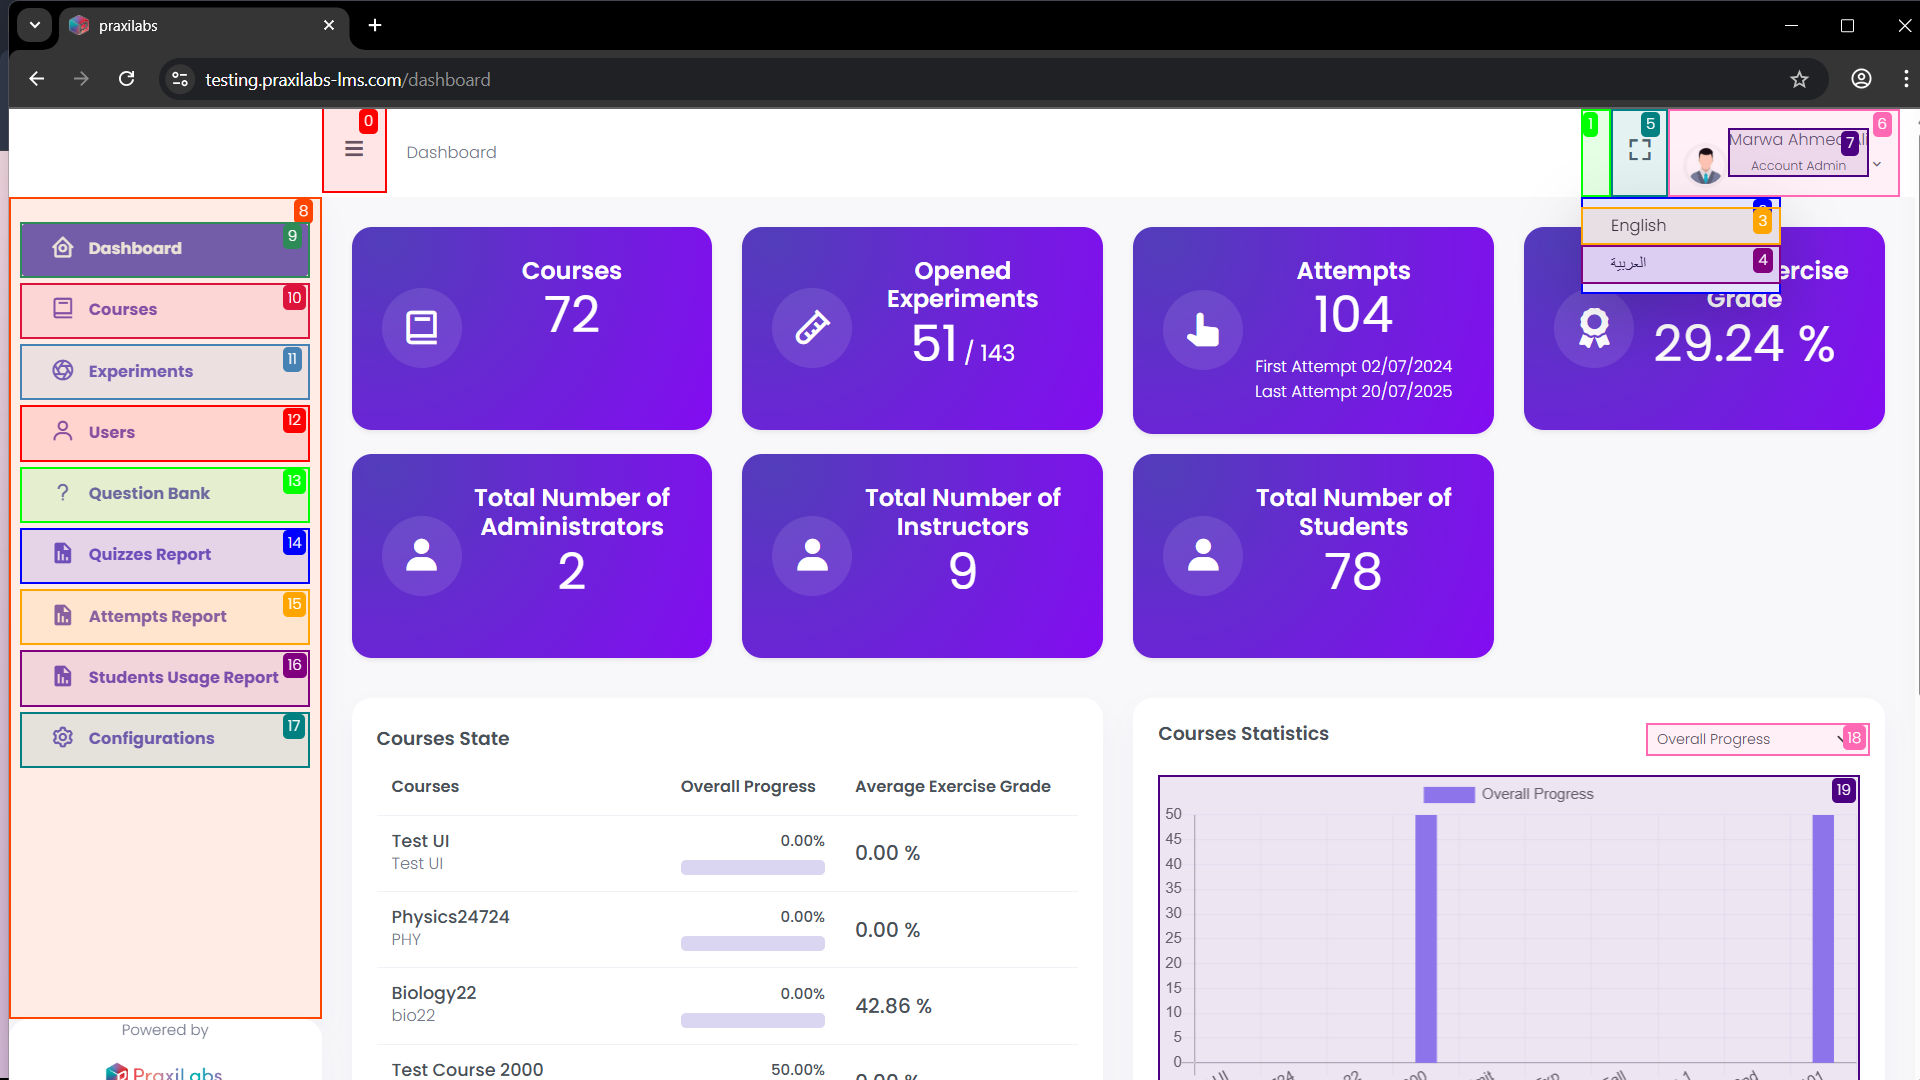 praxilabs
testing.praxilabs-lms.com/dashboard
0
Dashboard
1
5
6
Marwa Ahmed Ali
7
Account Admin
8
3
English
4
العربية
9
Dashboard
10
Courses
11
Experiments
12
Users
13
Question Bank
14
Quizzes Report
15
Attempts Report
16
Students Usage Report
17
Configurations
Powered by
PraxiLabs
Courses
72
Opened
Experiments
51 / 143
Attempts
104
First Attempt 02/07/2024
Last Attempt 20/07/2025
Grade
29.24 %
Total Number of
Administrators
2
Total Number of
Instructors
9
Total Number of
Students
78
Courses State
Courses Overall Progress Average Exercise Grade
Test UI 0.00% 0.00 %
Test UI
Physics24724 0.00% 0.00 %
PHY
Biology22 0.00% 42.86 %
bio22
Test Course 2000 50.00%
Courses Statistics
Overall Progress
18
19
Overall Progress
50
45
40
35
30
25
20
15
10
5
0